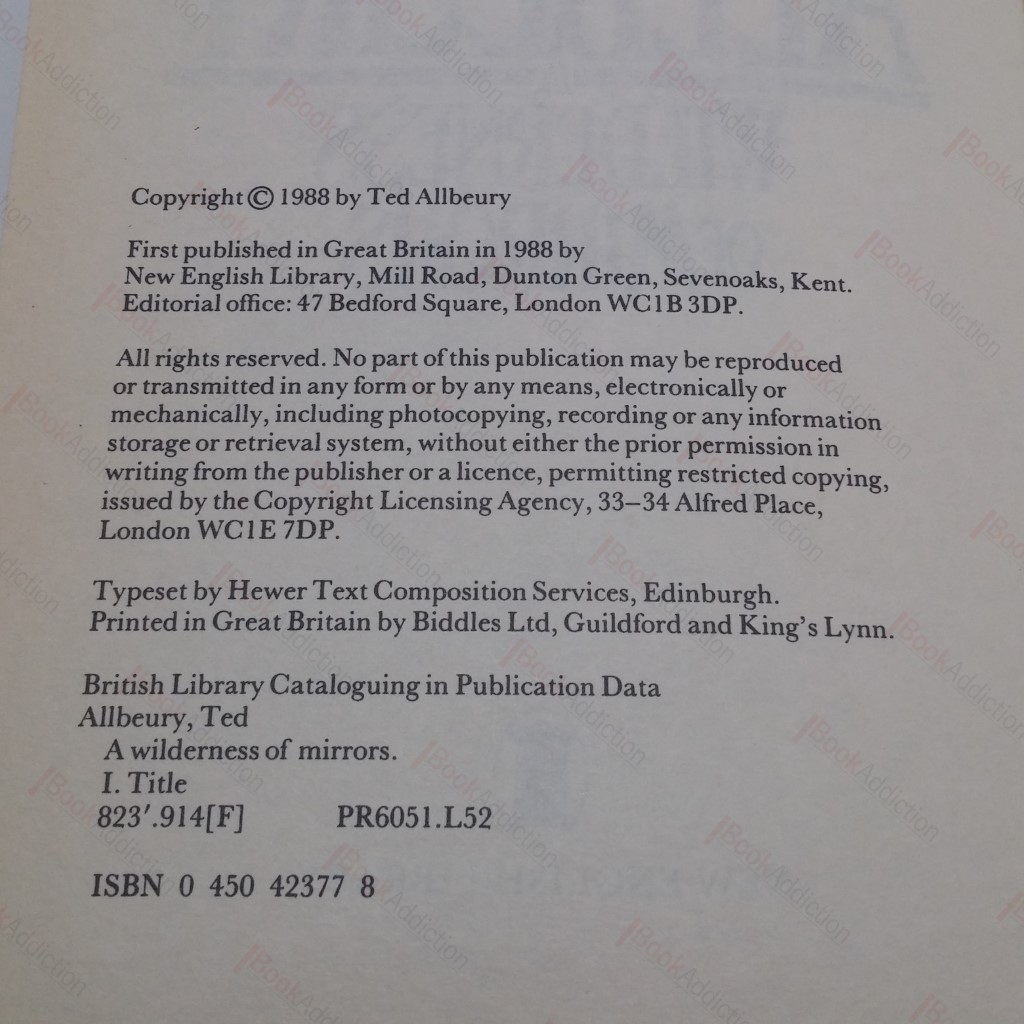 Copyright © 1988 by Ted Allbeury
First published in Great Britain in 1988 by
New English Library, Mill Road, Dunton Green, Sevenoaks, Kent.
Editorial office: 47 Bedford Square, London WC1B 3DP.
All rights reserved. No part of this publication may be reproduced
or transmitted in any form or by any means, electronically or
mechanically, including photocopying, recording or any information
storage or retrieval system, without either the prior permission in
writing from the publisher or a licence, permitting restricted copying,
issued by the Copyright Licensing Agency, 33–34 Alfred Place,
London WC1E 7DP.
Typeset by Hewer Text Composition Services, Edinburgh.
Printed in Great Britain by Biddles Ltd, Guildford and King's Lynn.
British Library Cataloguing in Publication Data
Allbeury, Ted
A wilderness of mirrors.
I. Title
823′.914[F] PR6051.L52
ISBN 0 450 42377 8